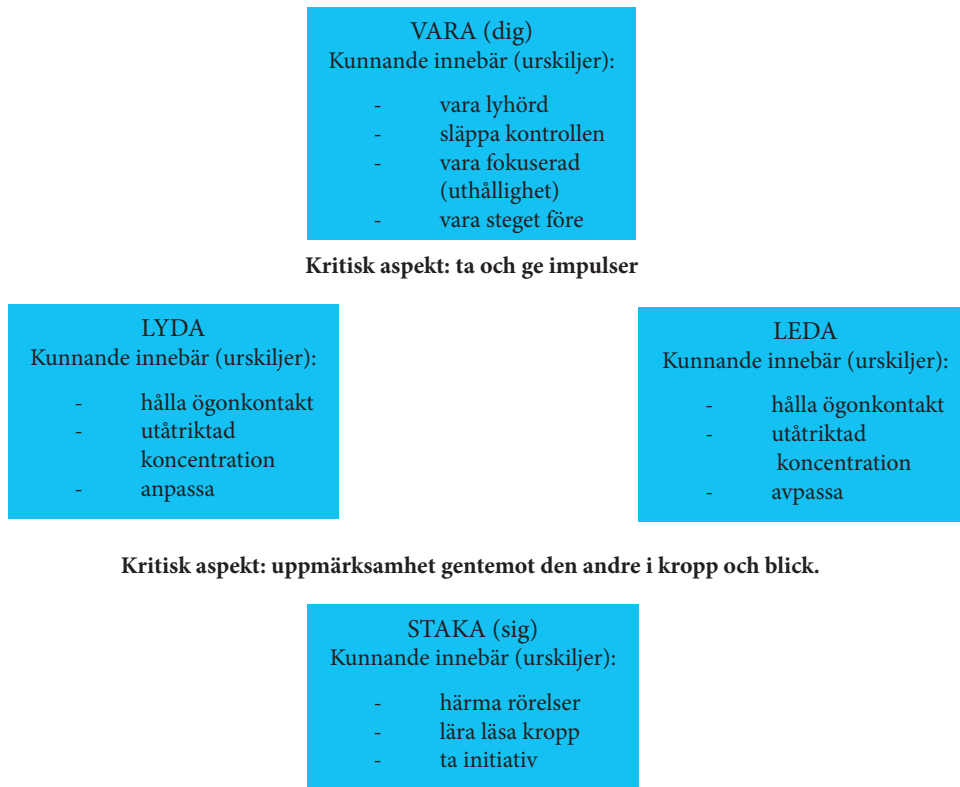 VARA (dig)
Kunnande innebär (urskiljer):
- vara lyhörd
- släppa kontrollen
- vara fokuserad
(uthållighet)
- vara steget före
Kritisk aspekt: ta och ge impulser
LYDA
Kunnande innebär (urskiljer):
- hålla ögonkontakt
- utåtriktad
koncentration
- anpassa
LEDA
Kunnande innebär (urskiljer):
- hålla ögonkontakt
- utåtriktad
koncentration
- avpassa
Kritisk aspekt: uppmärksamhet gentemot den andre i kropp och blick.
STAKA (sig)
Kunnande innebär (urskiljer):
- härma rörelser
- lära läsa kropp
- ta initiativ